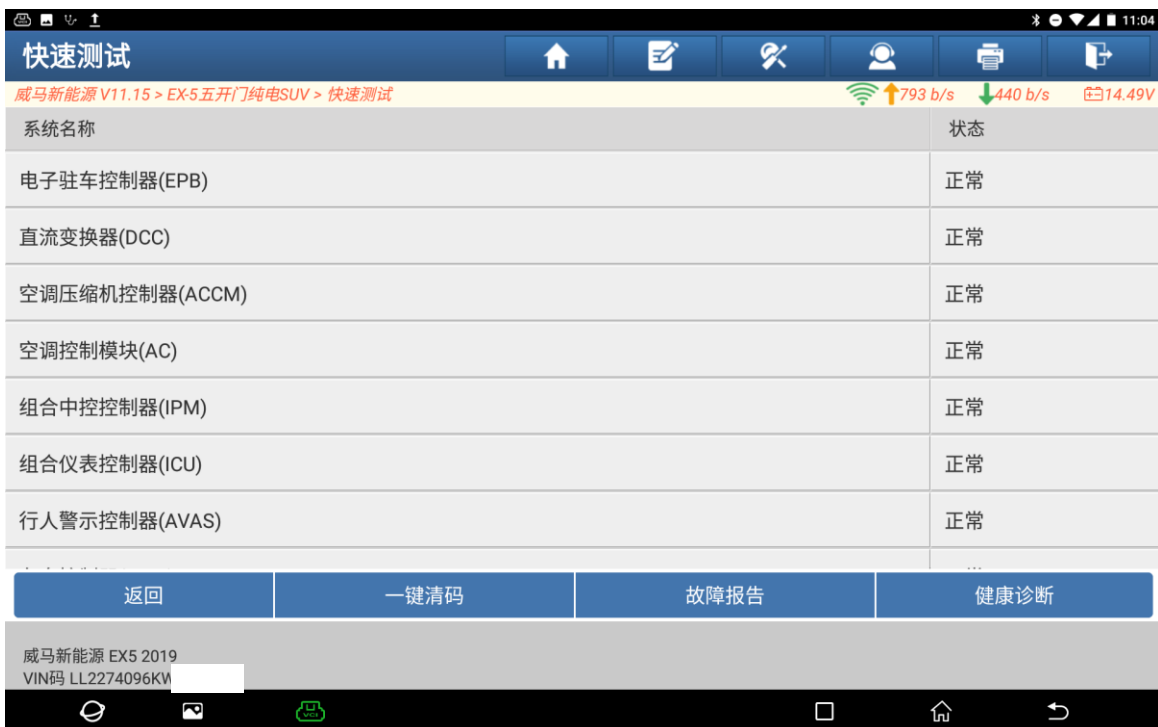 11:04
快速测试
威马新能源 V11.15 > EX-5五开门纯电SUV > 快速测试 793 b/s 440 b/s 14.49V
系统名称 状态
电子驻车控制器(EPB) 正常
直流变换器(DCC) 正常
空调压缩机控制器(ACCM) 正常
空调控制模块(AC) 正常
组合中控控制器(IPM) 正常
组合仪表控制器(ICU) 正常
行人警示控制器(AVAS) 正常
返回 一键清码 故障报告 健康诊断
威马新能源 EX5 2019
VIN码 LL2274096KW
VCI